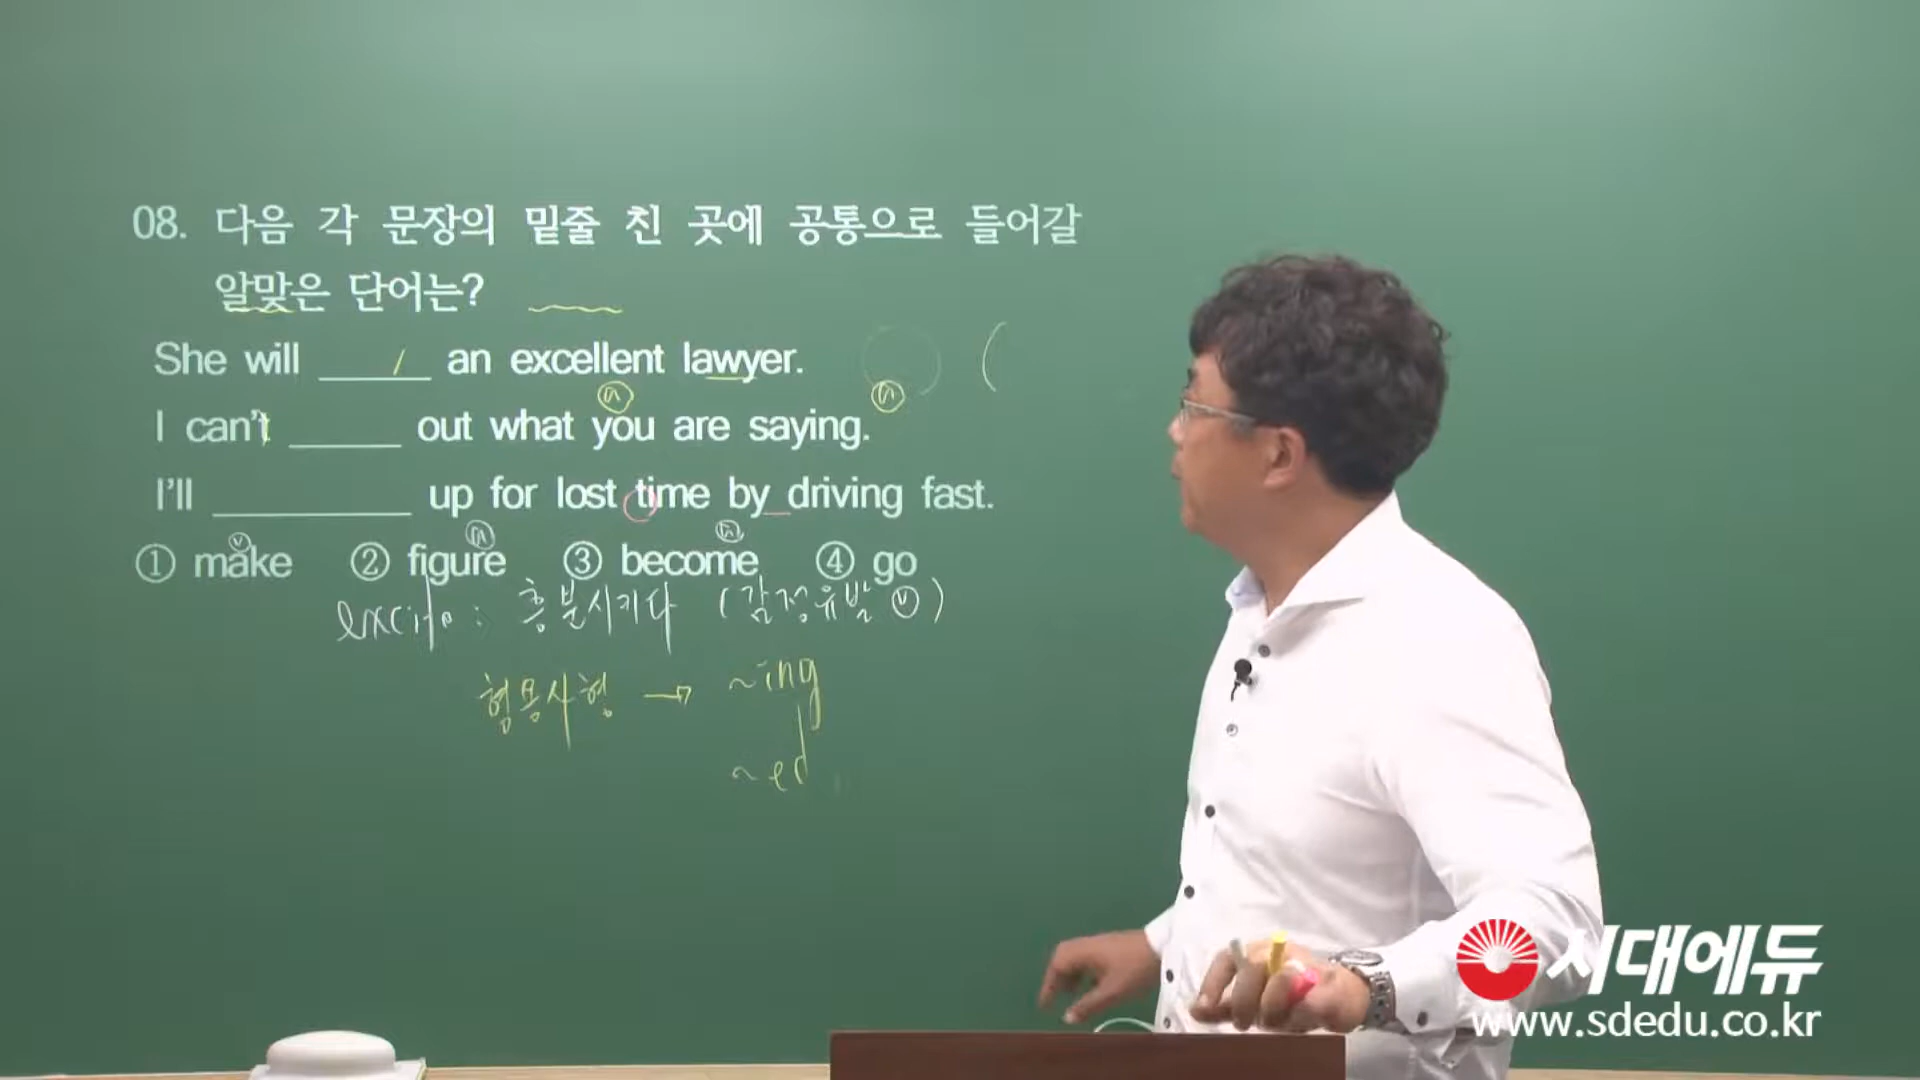 08. 다음 각 문장의 밑줄 친 곳에 공통으로 들어갈
알맞은 단어는?
She will ______ an excellent lawyer.
I can't ______ out what you are saying.
I'll __________ up for lost time by driving fast.
① make ② figure ③ become ④ go
excite : 흥분시키다 (감정유발 ⓥ)
형용사형 → ~ing
~ed
시대에듀
www.sdedu.co.kr